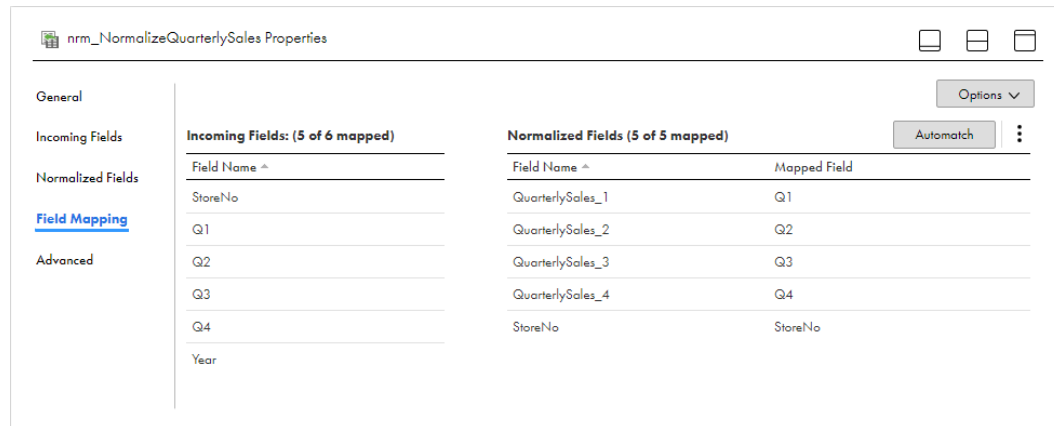 nrm_NormalizeQuarterlySales Properties
General
Incoming Fields
Normalized Fields
Field Mapping
Advanced
Options
Incoming Fields: (5 of 6 mapped)
Field Name
StoreNo
Q1
Q2
Q3
Q4
Year
Normalized Fields (5 of 5 mapped)
Automatch
Field Name Mapped Field
QuarterlySales_1 Q1
QuarterlySales_2 Q2
QuarterlySales_3 Q3
QuarterlySales_4 Q4
StoreNo StoreNo